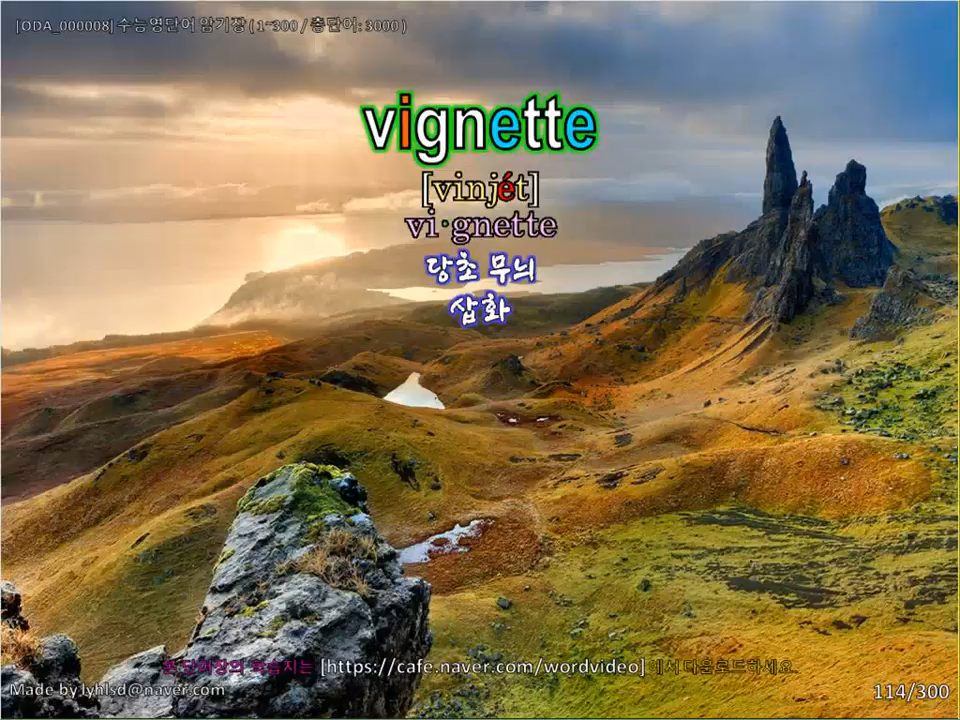 [ODA_000008] 수능영단어 암기장 ( 1~300 / 총단어: 3000 )
vignette
[vinjét]
vi·gnette
당초 무늬
삽화
본 단어장의 학습지는 [https://cafe.naver.com/wordvideo] 에서 다운로드하세요.
Made by lyhlsd@naver.com
114/300